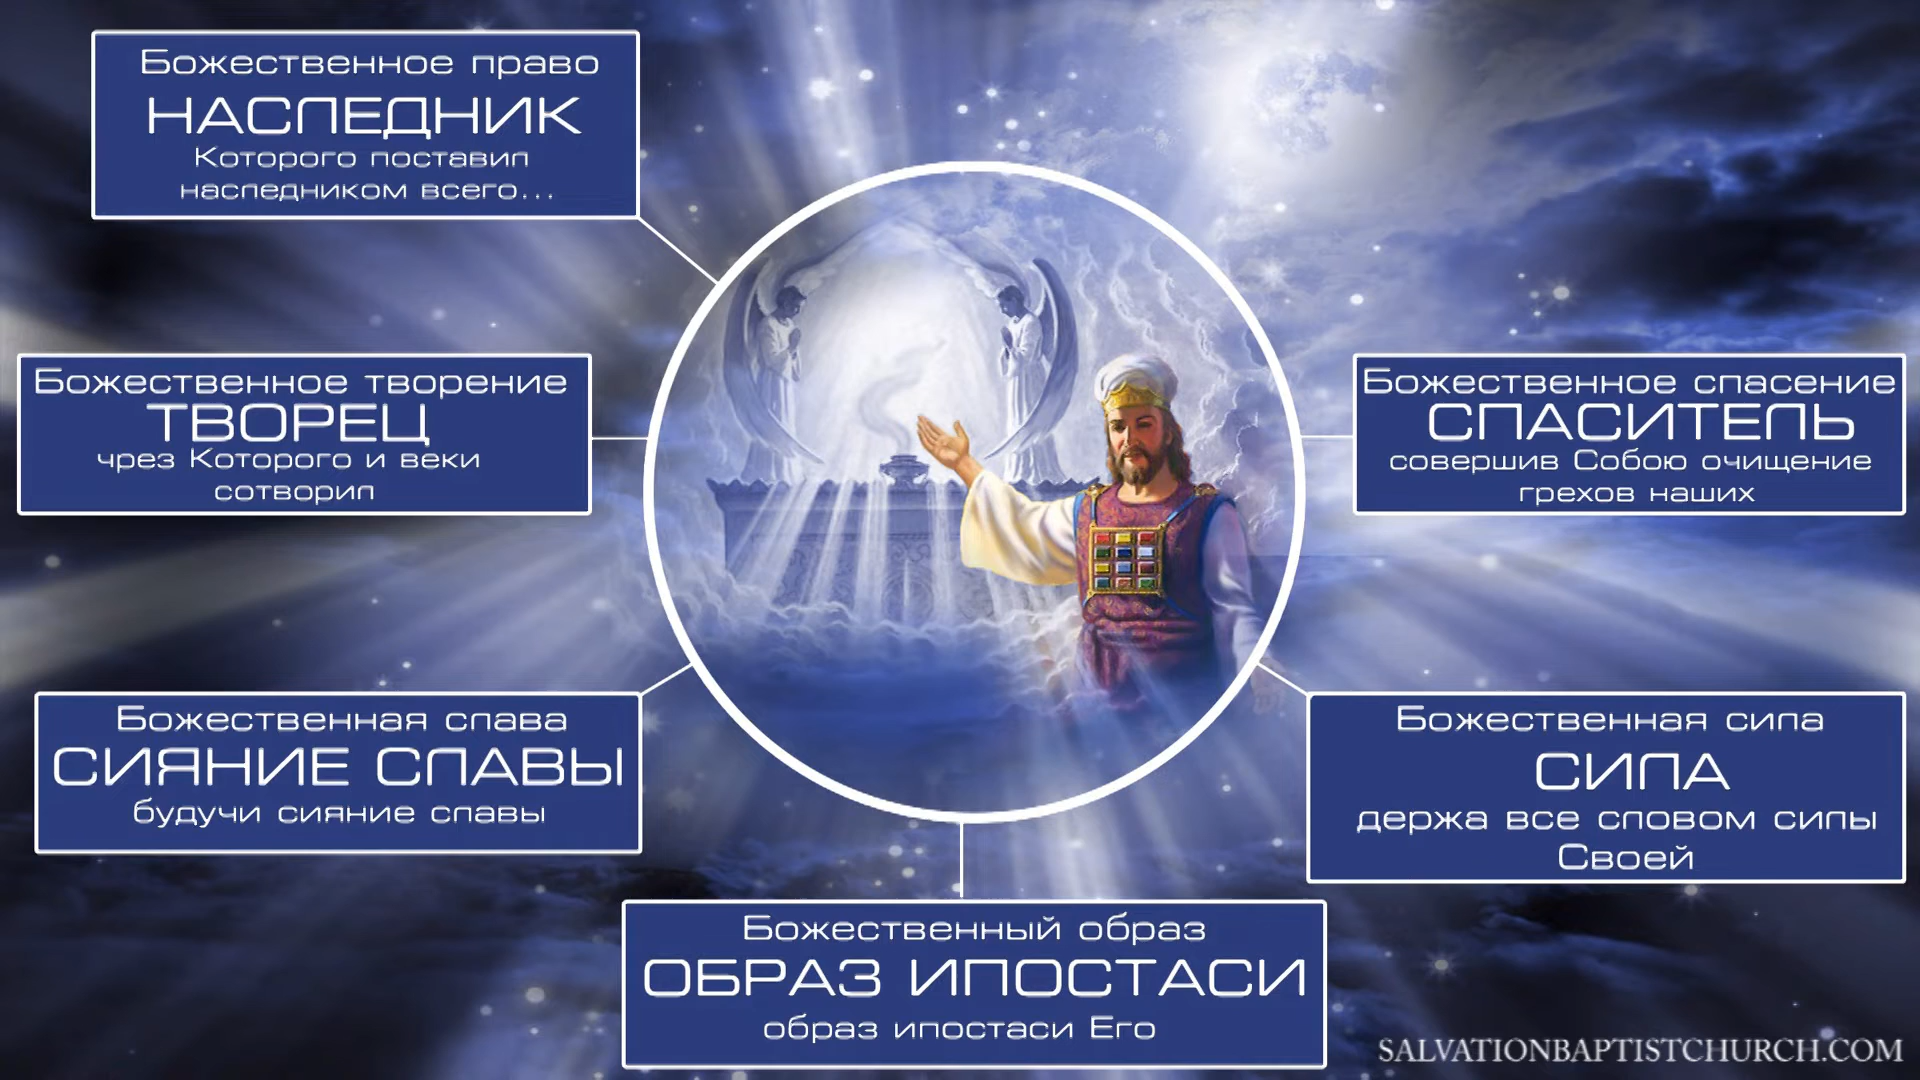 Божественное право
НАСЛЕДНИК
Которого поставил
наследником всего...
Божественное творение
ТВОРЕЦ
чрез Которого и веки
сотворил
Божественная слава
СИЯНИЕ СЛАВЫ
будучи сияние славы
Божественный образ
ОБРАЗ ИПОСТАСИ
образ ипостаси Его
Божественная сила
СИЛА
держа все словом силы
Своей
Божественное спасение
СПАСИТЕЛЬ
совершив Собою очищение
грехов наших
SALVATIONBAPTISTCHURCH.COM